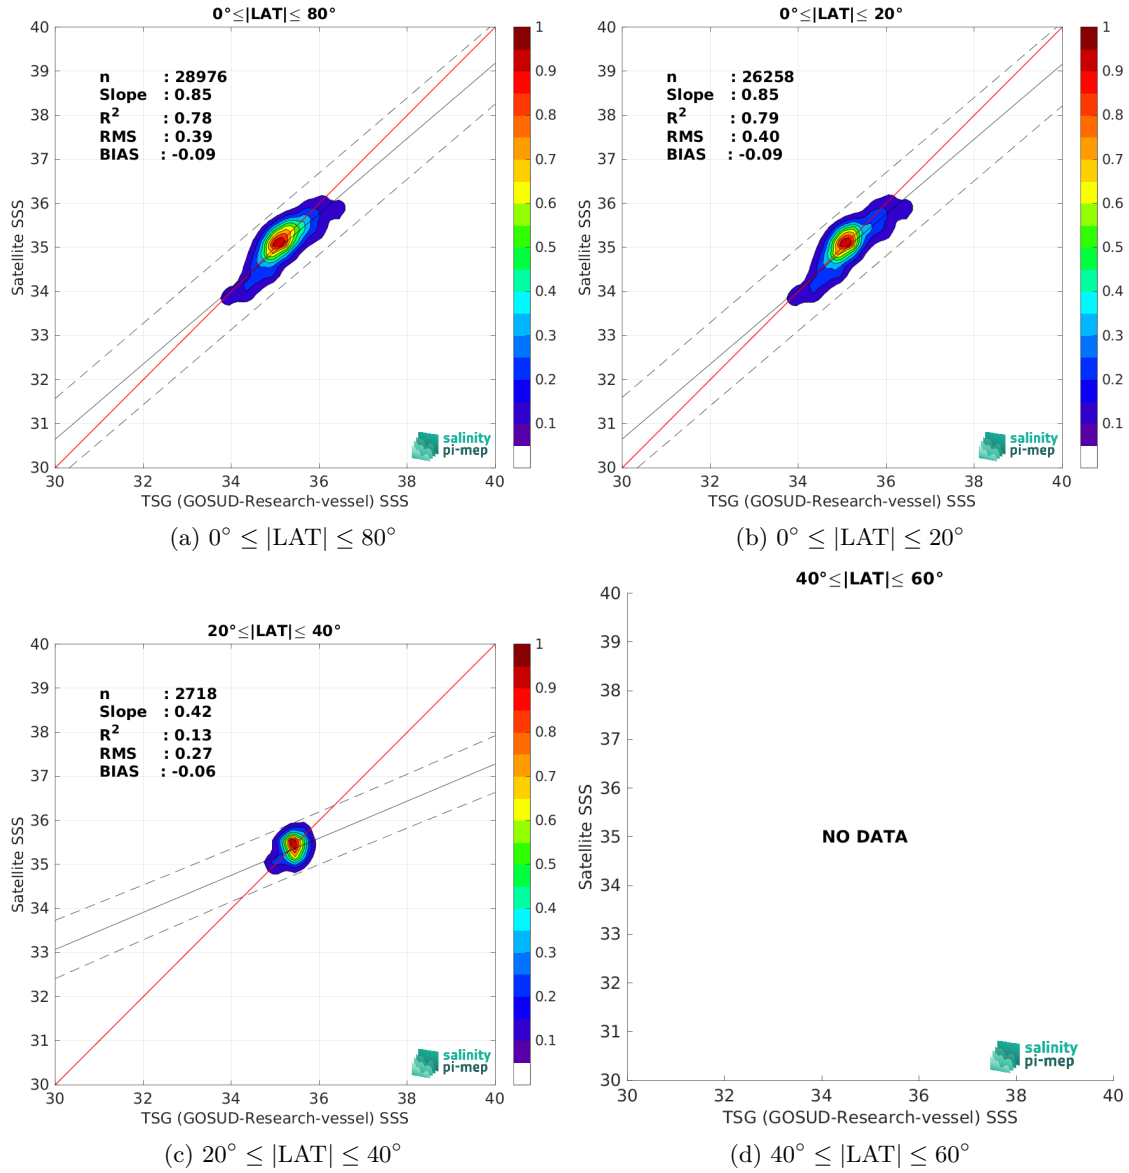 0°≤|LAT|≤ 80°
40
39
38
37
36
35
34
33
32
31
30
Satellite SSS
n : 28976
Slope : 0.85
R² : 0.78
RMS : 0.39
BIAS : -0.09
salinity
pi-mep
30 32 34 36 38 40
TSG (GOSUD-Research-vessel) SSS
1
0.9
0.8
0.7
0.6
0.5
0.4
0.3
0.2
0.1
(a) 0° ≤ |LAT| ≤ 80°
0°≤|LAT|≤ 20°
40
39
38
37
36
35
34
33
32
31
30
Satellite SSS
n : 26258
Slope : 0.85
R² : 0.79
RMS : 0.40
BIAS : -0.09
salinity
pi-mep
30 32 34 36 38 40
TSG (GOSUD-Research-vessel) SSS
1
0.9
0.8
0.7
0.6
0.5
0.4
0.3
0.2
0.1
(b) 0° ≤ |LAT| ≤ 20°
20°≤|LAT|≤ 40°
40
39
38
37
36
35
34
33
32
31
30
Satellite SSS
n : 2718
Slope : 0.42
R² : 0.13
RMS : 0.27
BIAS : -0.06
salinity
pi-mep
30 32 34 36 38 40
TSG (GOSUD-Research-vessel) SSS
1
0.9
0.8
0.7
0.6
0.5
0.4
0.3
0.2
0.1
(c) 20° ≤ |LAT| ≤ 40°
40°≤|LAT|≤ 60°
40
39
38
37
36
35
34
33
32
31
30
Satellite SSS
NO DATA
salinity
pi-mep
30 32 34 36 38 40
TSG (GOSUD-Research-vessel) SSS
(d) 40° ≤ |LAT| ≤ 60°